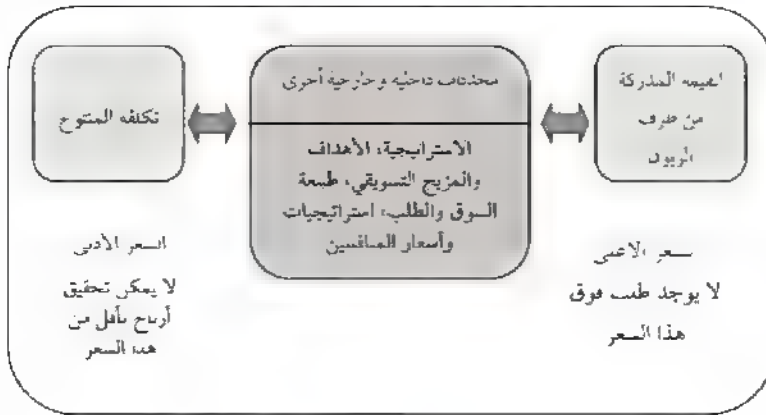 القيمة المدركة
من طرف
الزبون
محددات داخلية وخارجية أخرى
الاستراتيجية، الأهداف
والمزيج التسويقي، طبيعة
السوق والطلب، استراتيجيات
وأسعار المنافسين
تكلفة المنتوج
السعر الأعلى
لا يوجد طلب فوق
هذا السعر
السعر الأدنى
لا يمكن تحقيق
أرباح بأقل من
هذا السعر